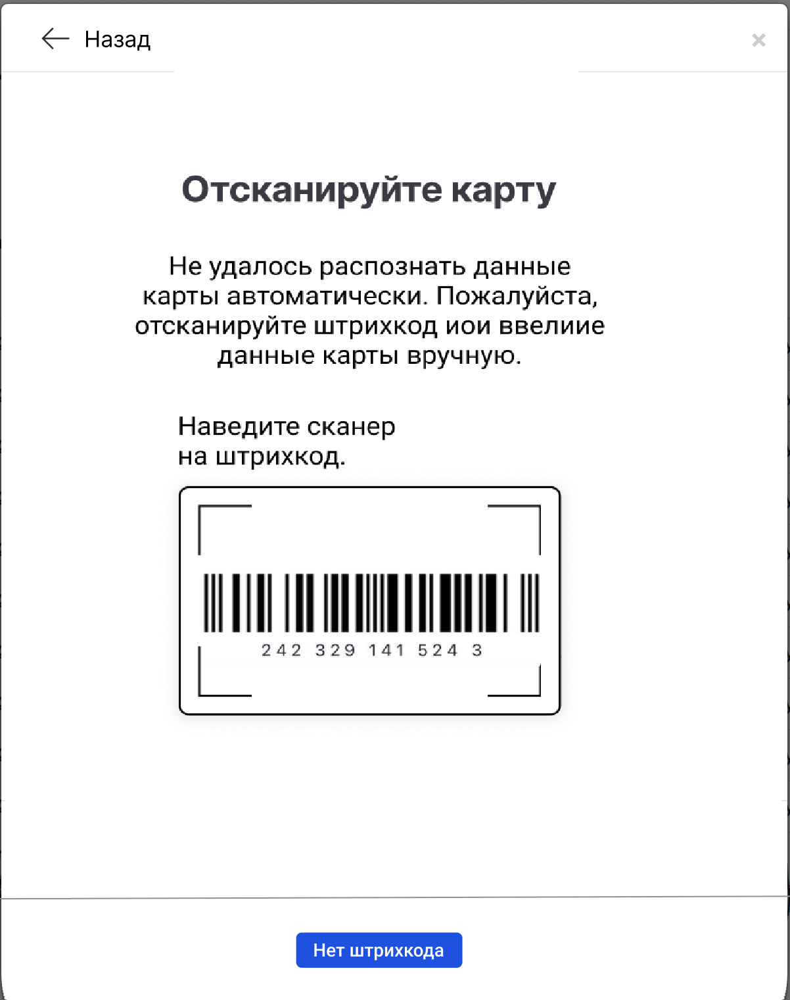 Назад
Отсканируйте карту
Не удалось распознать данные
карты автоматически. Пожалуйста,
отсканируйте штрихкод иои ввелиие
данные карты вручную.
Наведите сканер
на штрихкод.
242 329 141 524 3
Нет штрихкода